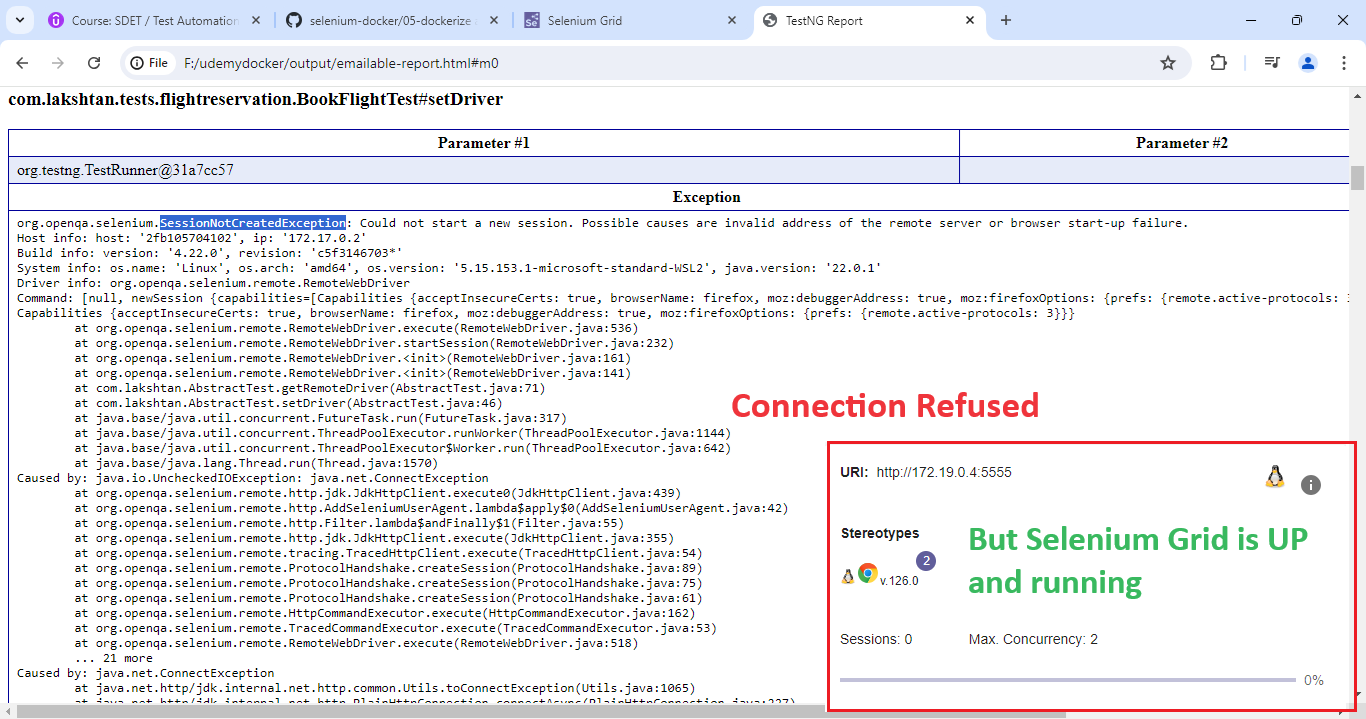 Course: SDET / Test Automation
selenium-docker/05-dockerize
Selenium Grid
TestNG Report
File
F:/udemydocker/output/emailable-report.html#m0
com.lakshtan.tests.flightreservation.BookFlightTest#setDriver
Parameter #1
Parameter #2
org.testng.TestRunner@31a7cc57
Exception
org.openqa.selenium.SessionNotCreatedException: Could not start a new session. Possible causes are invalid address of the remote server or browser start-up failure.
Host info: host: '2fb105704102', ip: '172.17.0.2'
Build info: version: '4.22.0', revision: 'c5f3146703*'
System info: os.name: 'Linux', os.arch: 'amd64', os.version: '5.15.153.1-microsoft-standard-WSL2', java.version: '22.0.1'
Driver info: org.openqa.selenium.remote.RemoteWebDriver
Command: [null, newSession {capabilities=[Capabilities {acceptInsecureCerts: true, browserName: firefox, moz:debuggerAddress: true, moz:firefoxOptions: {prefs: {remote.active-protocols:
Capabilities {acceptInsecureCerts: true, browserName: firefox, moz:debuggerAddress: true, moz:firefoxOptions: {prefs: {remote.active-protocols: 3}}}
at org.openqa.selenium.remote.RemoteWebDriver.execute(RemoteWebDriver.java:536)
at org.openqa.selenium.remote.RemoteWebDriver.startSession(RemoteWebDriver.java:232)
at org.openqa.selenium.remote.RemoteWebDriver.<init>(RemoteWebDriver.java:161)
at org.openqa.selenium.remote.RemoteWebDriver.<init>(RemoteWebDriver.java:141)
at com.lakshtan.AbstractTest.getRemoteDriver(AbstractTest.java:71)
at com.lakshtan.AbstractTest.setDriver(AbstractTest.java:46)
at java.base/java.util.concurrent.FutureTask.run(FutureTask.java:317)
at java.base/java.util.concurrent.ThreadPoolExecutor.runWorker(ThreadPoolExecutor.java:1144)
at java.base/java.util.concurrent.ThreadPoolExecutor$Worker.run(ThreadPoolExecutor.java:642)
at java.base/java.lang.Thread.run(Thread.java:1570)
Caused by: java.io.UncheckedIOException: java.net.ConnectException
at org.openqa.selenium.remote.http.jdk.JdkHttpClient.execute0(JdkHttpClient.java:439)
at org.openqa.selenium.remote.http.AddSeleniumUserAgent.lambda$apply$0(AddSeleniumUserAgent.java:42)
at org.openqa.selenium.remote.http.Filter.lambda$andFinally$1(Filter.java:55)
at org.openqa.selenium.remote.http.jdk.JdkHttpClient.execute(JdkHttpClient.java:355)
at org.openqa.selenium.remote.tracing.TracedHttpClient.execute(TracedHttpClient.java:54)
at org.openqa.selenium.remote.ProtocolHandshake.createSession(ProtocolHandshake.java:89)
at org.openqa.selenium.remote.ProtocolHandshake.createSession(ProtocolHandshake.java:75)
at org.openqa.selenium.remote.ProtocolHandshake.createSession(ProtocolHandshake.java:61)
at org.openqa.selenium.remote.HttpCommandExecutor.execute(HttpCommandExecutor.java:162)
at org.openqa.selenium.remote.TracedCommandExecutor.execute(TracedCommandExecutor.java:53)
at org.openqa.selenium.remote.RemoteWebDriver.execute(RemoteWebDriver.java:518)
... 21 more
Caused by: java.net.ConnectException
at java.net.http/jdk.internal.net.http.common.Utils.toConnectException(Utils.java:1065)
at java.net.http/jdk.internal.net.http.PlainHttpConnection.connectAsync(PlainHttpConnection.java:227)
Connection Refused
URI: http://172.19.0.4:5555
Stereotypes
2
v.126.0
But Selenium Grid is UP
and running
Sessions: 0
Max. Concurrency: 2
0%